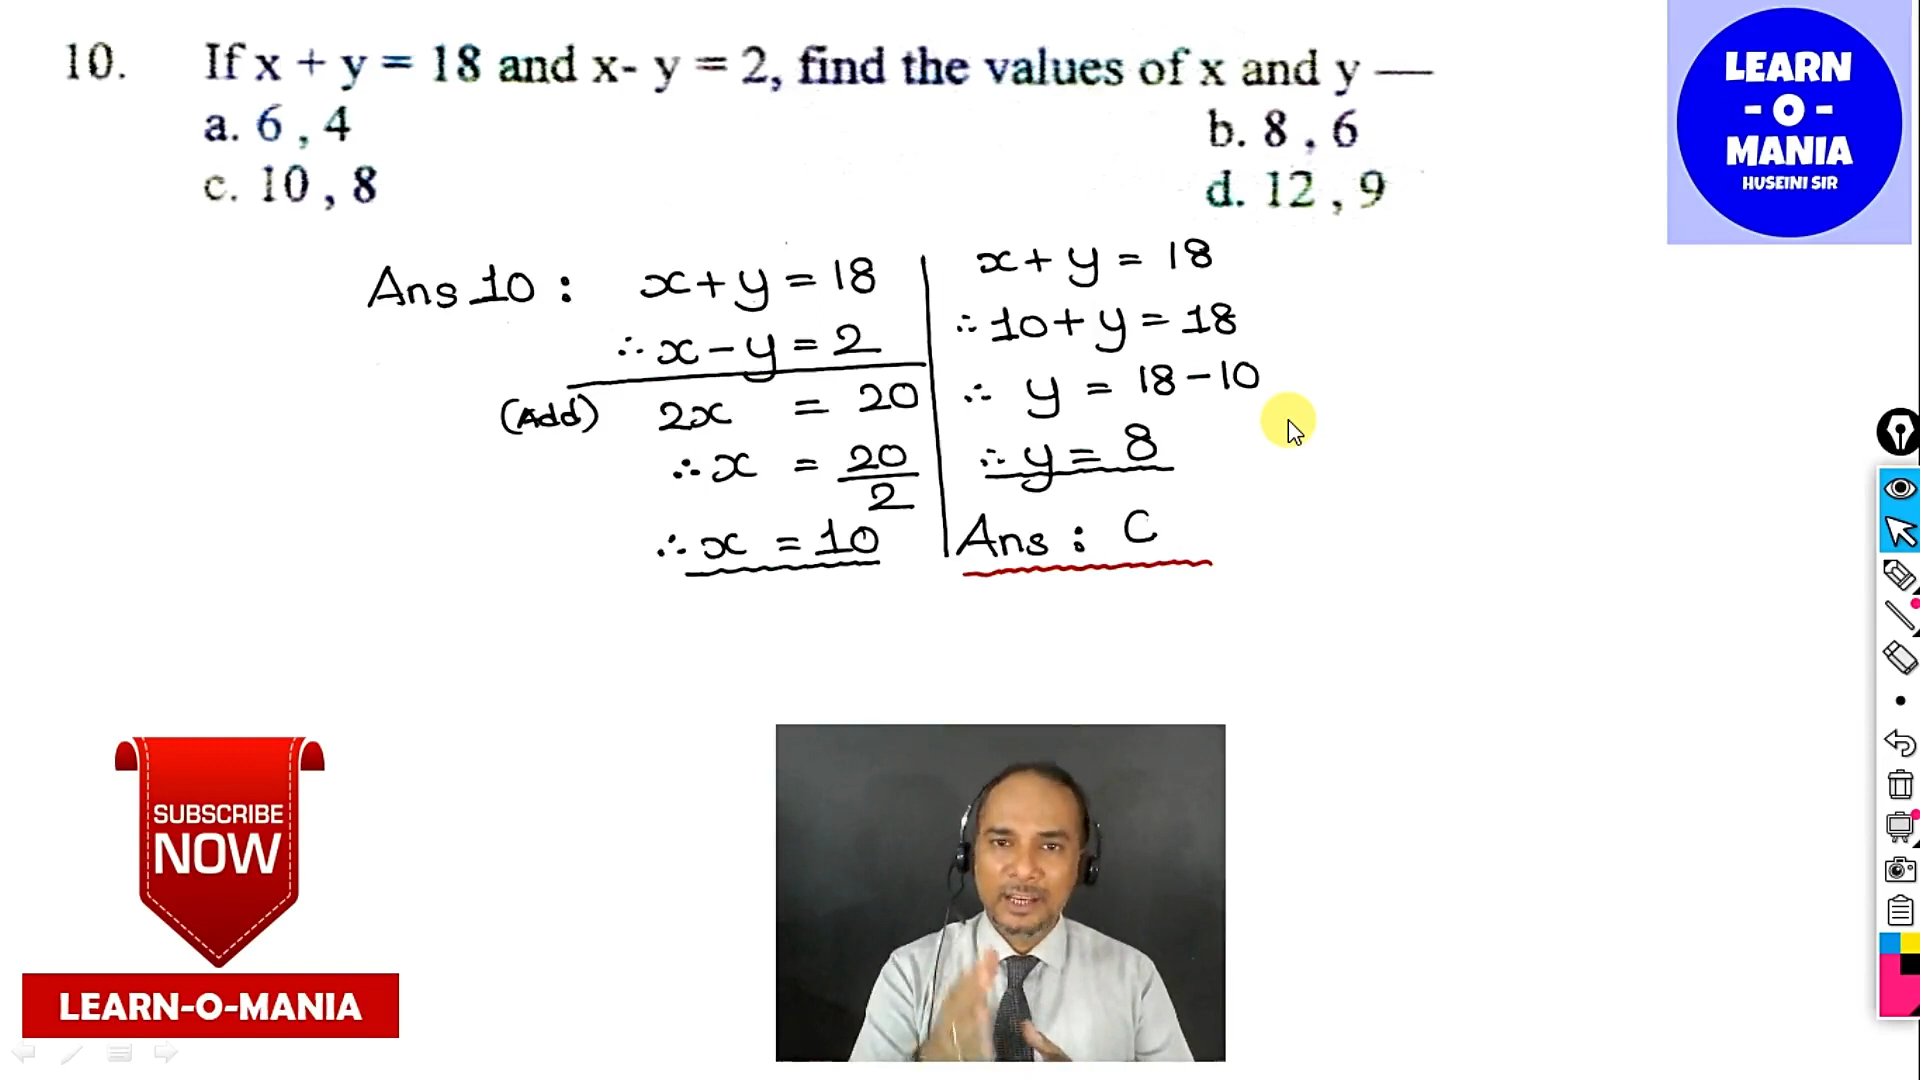 10. If x + y = 18 and x- y = 2, find the values of x and y —
a. 6 , 4
b. 8 , 6
c. 10 , 8
d. 12 , 9
LEARN
- O -
MANIA
HUSEINI SIR
Ans 10 : x + y = 18
∴ x - y = 2
(Add) 2x = 20
∴ x = 20/2
∴ x = 10
x + y = 18
∴ 10 + y = 18
∴ y = 18 - 10
∴ y = 8
Ans : C
SUBSCRIBE
NOW
LEARN-O-MANIA